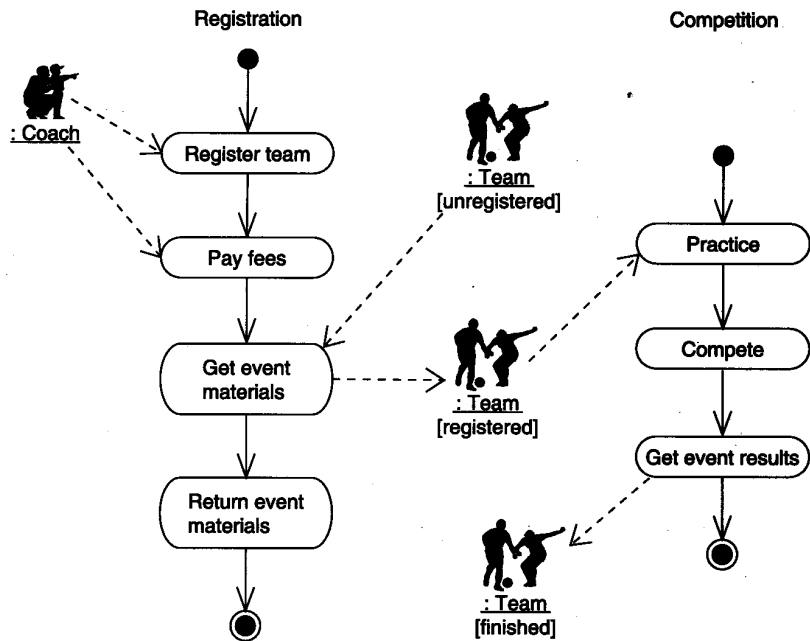 Registration
Competition
: Coach
Register team
: Team
[unregistered]
Pay fees
Practice
Get event
materials
Compete
: Team
[registered]
Get event results
Return event
materials
: Team
[finished]